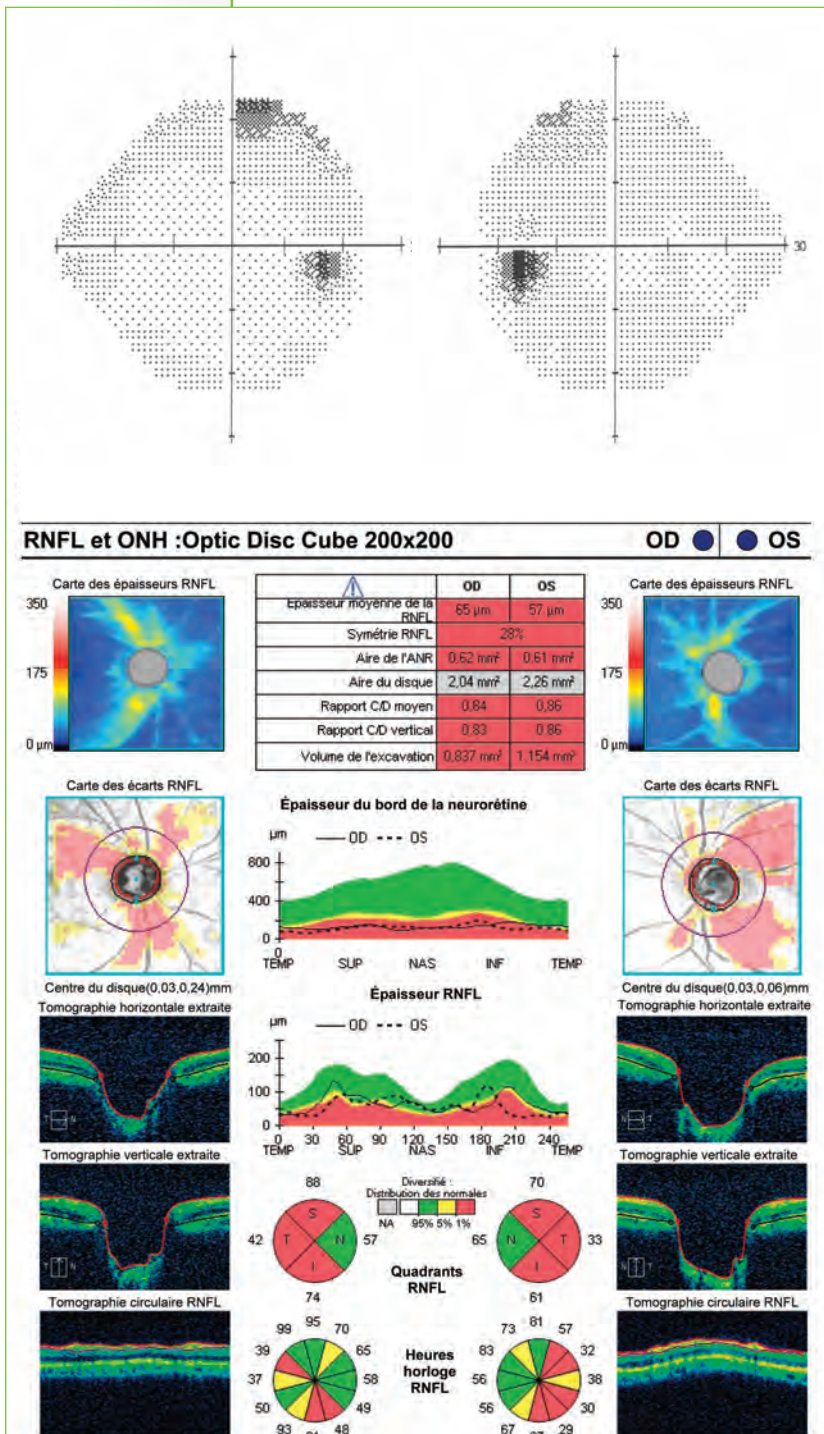 30
RNFL et ONH :Optic Disc Cube 200x200 OD OS
Carte des épaisseurs RNFL
350
175
0 µm
OD OS
Épaisseur moyenne de la RNFL 65 µm 57 µm
Symétrie RNFL 28%
Aire de l'ANR 0,62 mm² 0,61 mm²
Aire du disque 2,04 mm² 2,26 mm²
Rapport C/D moyen 0,84 0,86
Rapport C/D vertical 0,83 0,86
Volume de l'excavation 0,837 mm³ 1,154 mm³
Carte des épaisseurs RNFL
350
175
0 µm
Carte des écarts RNFL
Centre du disque(0,03,0,24)mm
Épaisseur du bord de la neurorétine
µm OD OS
800
400
0
0
TEMP SUP NAS INF TEMP
Carte des écarts RNFL
Centre du disque(0,03,0,06)mm
Tomographie horizontale extraite
T N
Épaisseur RNFL
µm OD OS
200
100
0
0 30 60 90 120 150 180 210 240
TEMP SUP NAS INF TEMP
Tomographie horizontale extraite
N T
Tomographie verticale extraite
T N
Diversifié :
Distribution des normales
NA 95% 5% 1%
Tomographie verticale extraite
N T
88
S
42 T N 57
I
74
Quadrants
RNFL
70
S
65 N T 33
I
61
Tomographie circulaire RNFL
95
99 70
39 65
37 58
50 49
93 48
Heures
horloge
RNFL
81
73 57
83 32
56 38
56 30
67 29
Tomographie circulaire RNFL